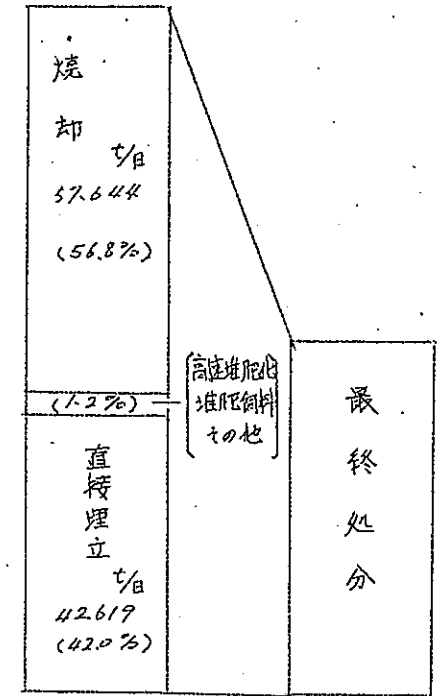 焼却
t/日
57.644
(56.8%)
(1.2%)
高速堆肥化
堆肥飼料
その他
直接埋立
t/日
42.619
(42.0%)
最終処分